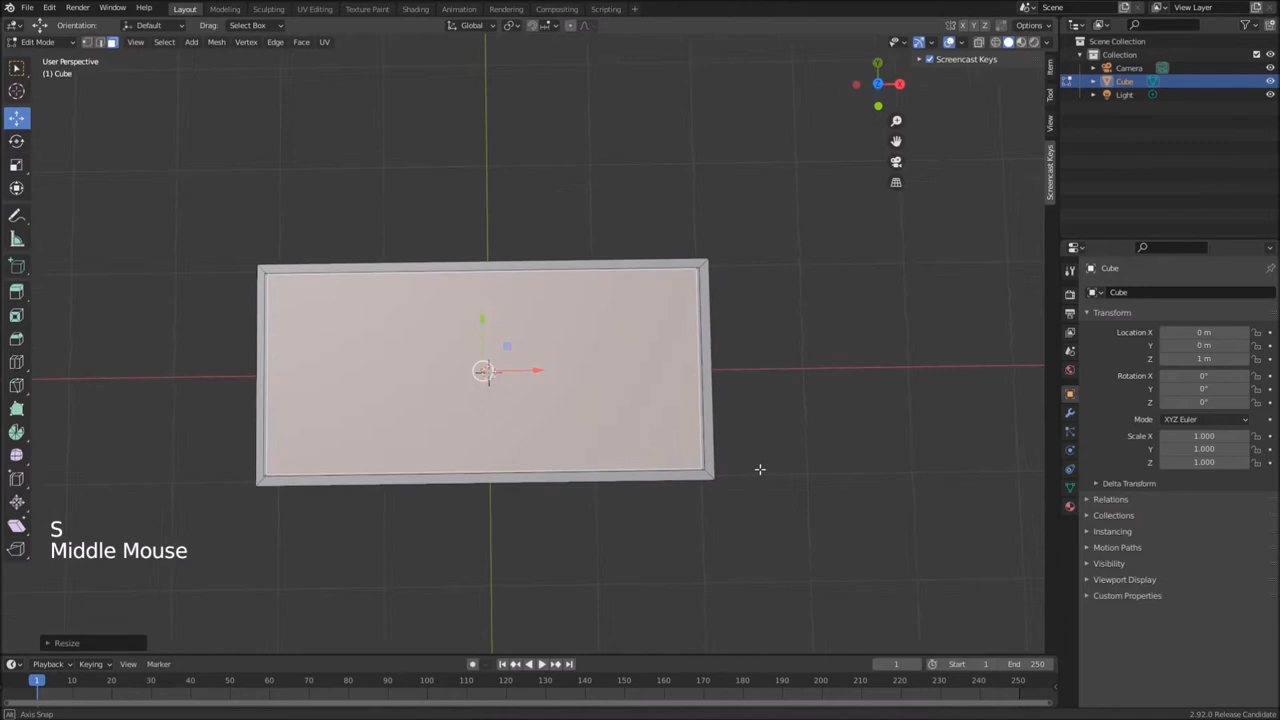 File Edit Render Window Help Layout Modeling Sculpting UV Editing Texture Paint Shading Animation Rendering Compositing Scripting + Scene View Layer
Orientation: Default Drag: Select Box Global X Y Z Options
Edit Mode View Select Add Mesh Vertex Edge Face UV
User Perspective
(1) Cube
Screencast Keys
Y
Z X
Item
Tool
View
Screencast Keys
Scene Collection
Collection
Camera
Cube
Light
Cube
Cube
Transform
Location X 0 m
Y 0 m
Z 1 m
Rotation X 0°
Y 0°
Z 0°
Mode XYZ Euler
Scale X 1.000
Y 1.000
Z 1.000
Delta Transform
Relations
Collections
Instancing
Motion Paths
Visibility
Viewport Display
Custom Properties
S
Middle Mouse
Resize
Playback Keying View Marker 1 Start 1 End 250
1 10 20 30 40 50 60 70 80 90 100 110 120 130 140 150 160 170 180 190 200 210 220 230 240 250
Axis Snap 2.92.0 Release Candidate